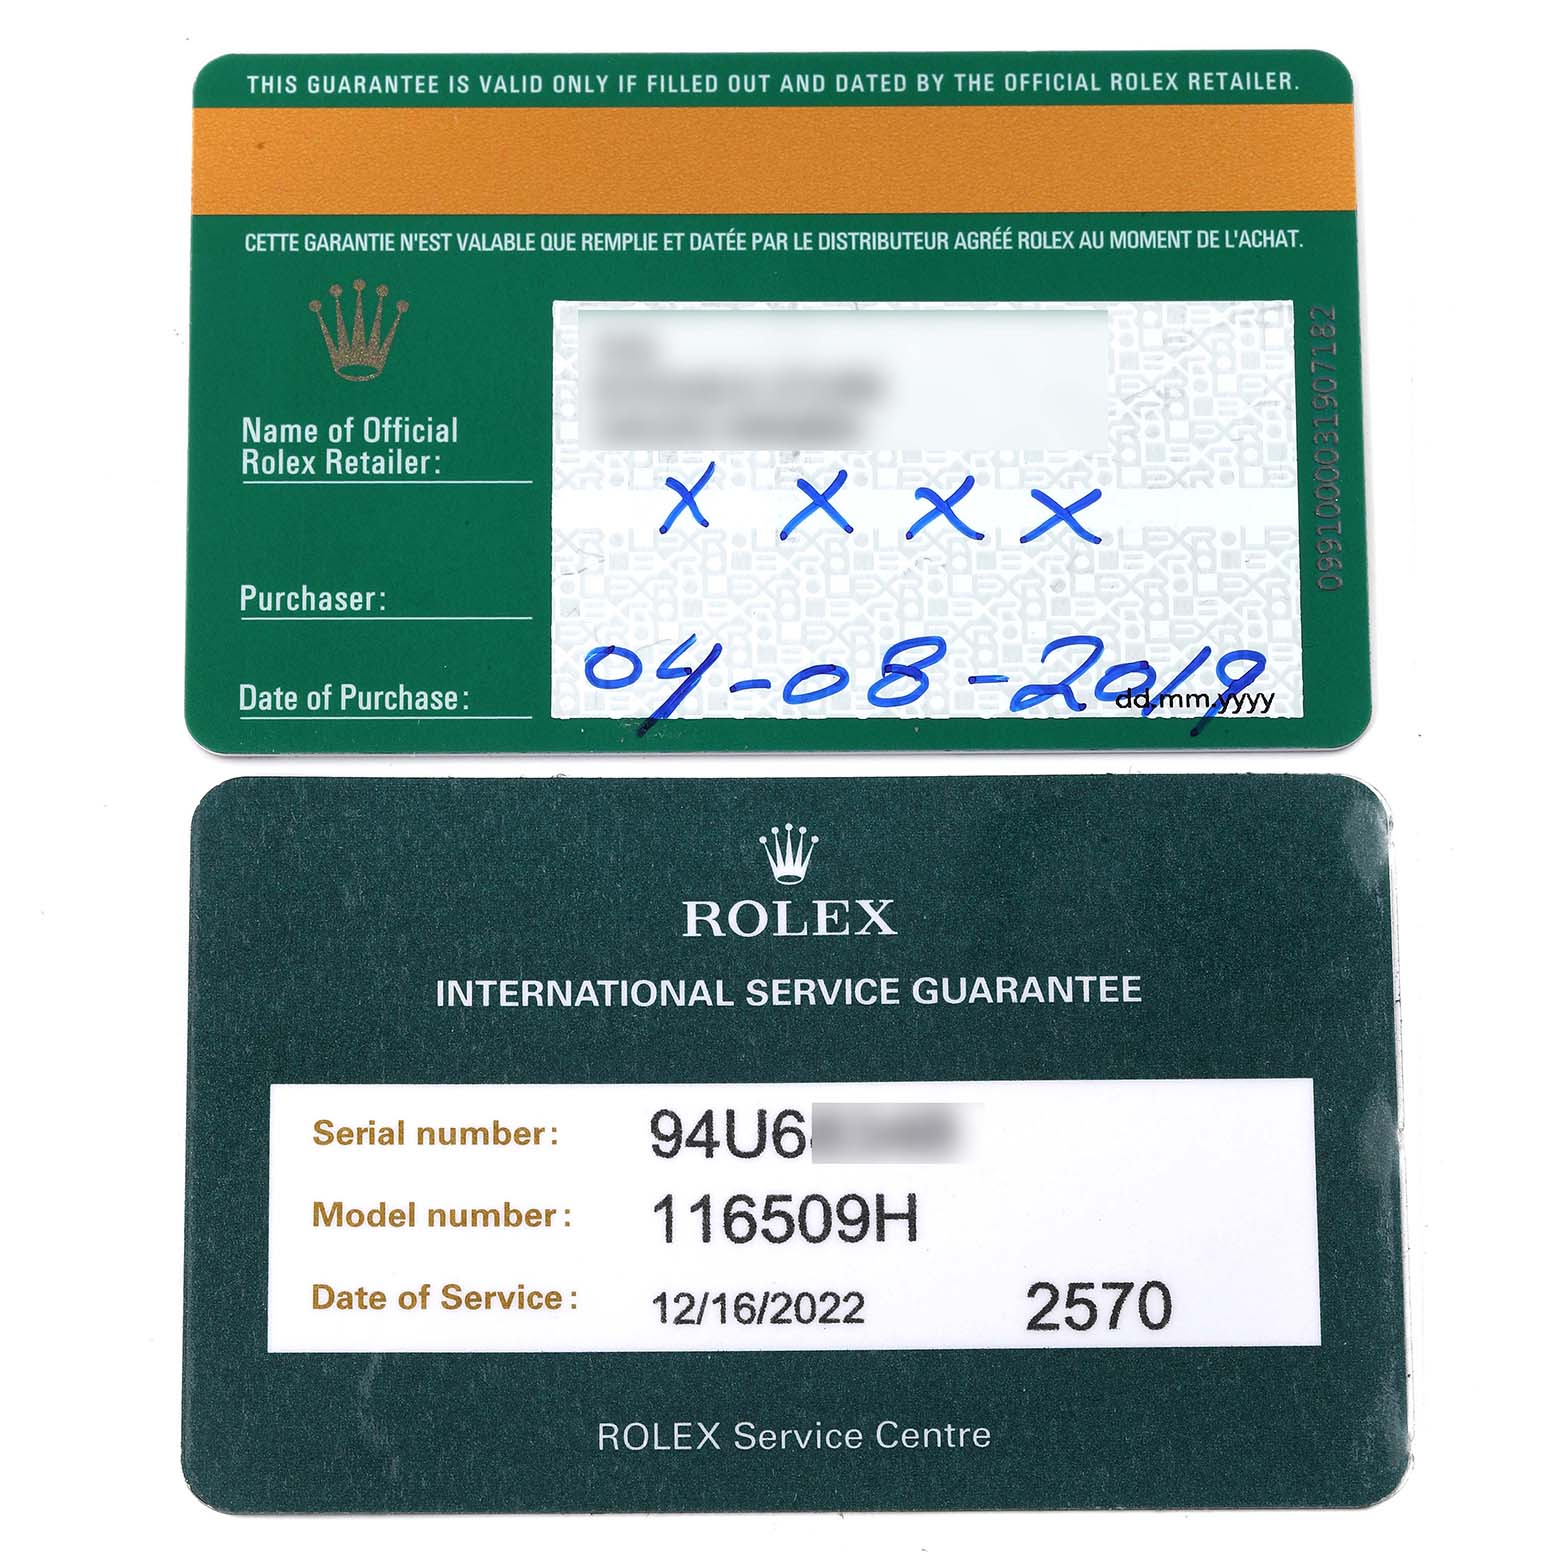 THIS GUARANTEE IS VALID ONLY IF FILLED OUT AND DATED BY THE OFFICIAL ROLEX RETAILER.
CETTE GARANTIE N'EST VALABLE QUE REMPLIE ET DATÉE PAR LE DISTRIBUTEUR AGRÉÉ ROLEX AU MOMENT DE L'ACHAT.
Name of Official
Rolex Retailer:
X X X X
Purchaser:
Date of Purchase: 04-08-2019
dd.mm.yyyy
0991000031907182
ROLEX
INTERNATIONAL SERVICE GUARANTEE
Serial number: 94U6
Model number: 116509H
Date of Service: 12/16/2022 2570
ROLEX Service Centre